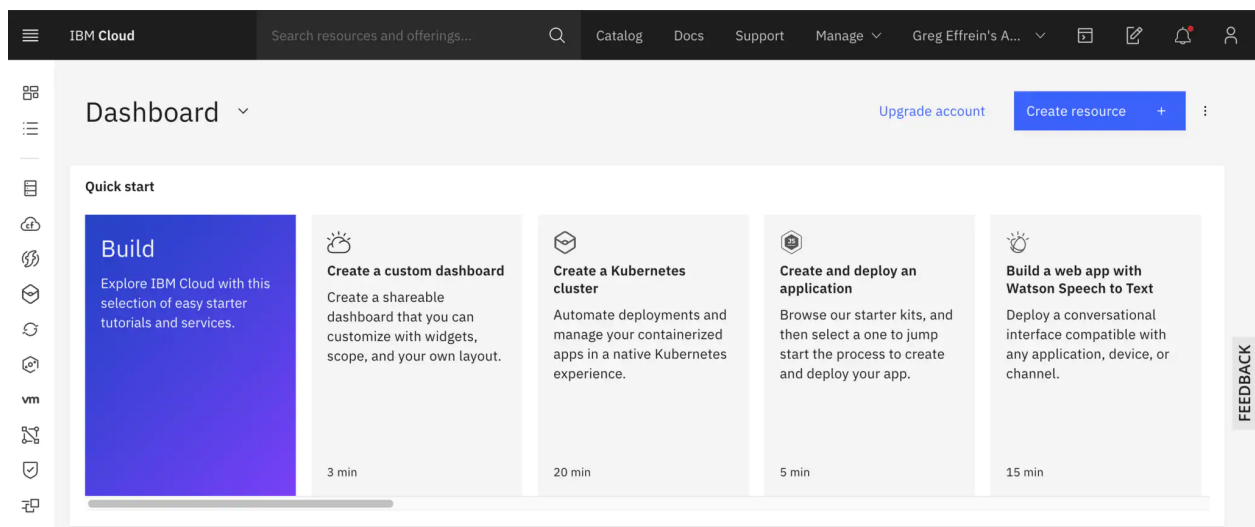 IBM Cloud
Search resources and offerings...
Catalog
Docs
Support
Manage
Greg Effrein's A...
Dashboard
Upgrade account
Create resource +
Quick start
Build
Explore IBM Cloud with this
selection of easy starter
tutorials and services.
Create a custom dashboard
Create a shareable
dashboard that you can
customize with widgets,
scope, and your own layout.
3 min
Create a Kubernetes
cluster
Automate deployments and
manage your containerized
apps in a native Kubernetes
experience.
20 min
JS
Create and deploy an
application
Browse our starter kits, and
then select a one to jump
start the process to create
and deploy your app.
5 min
Build a web app with
Watson Speech to Text
Deploy a conversational
interface compatible with
any application, device, or
channel.
15 min
cf
vm
FEEDBACK